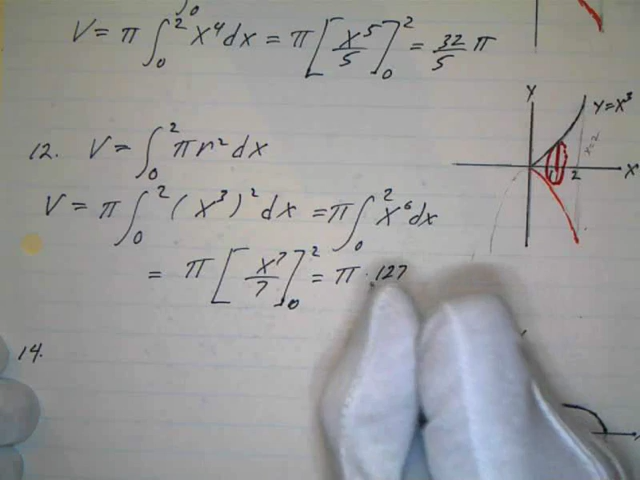 V = π ∫₀² x⁴ dx = π [x⁵/5]₀² = 32/5 π
y = x³
12. V = ∫₀² πr² dx
V = π ∫₀² (x³)² dx = π ∫₀² x⁶ dx
= π [x⁷/7]₀² = π · 127
14.
Y
x=2
2
X